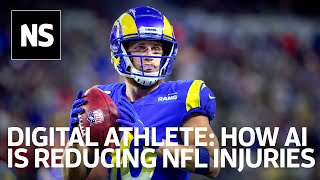 NS
RAMS
DIGITAL ATHLETE: HOW AI
IS REDUCING NFL INJURIES